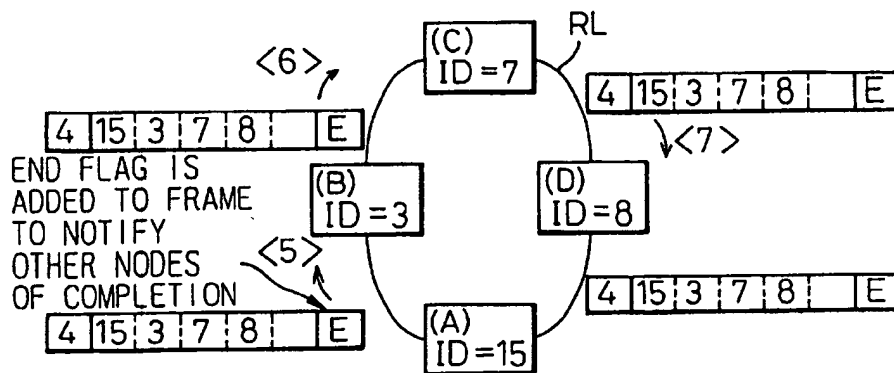 (C)
ID=7
RL
<6>
4 15 3 7 8 E
4 15 3 7 8 E
<7>
END FLAG IS
ADDED TO FRAME
TO NOTIFY
OTHER NODES
OF COMPLETION
(B)
ID=3
(D)
ID=8
<5>
4 15 3 7 8 E
4 15 3 7 8 E
(A)
ID=15